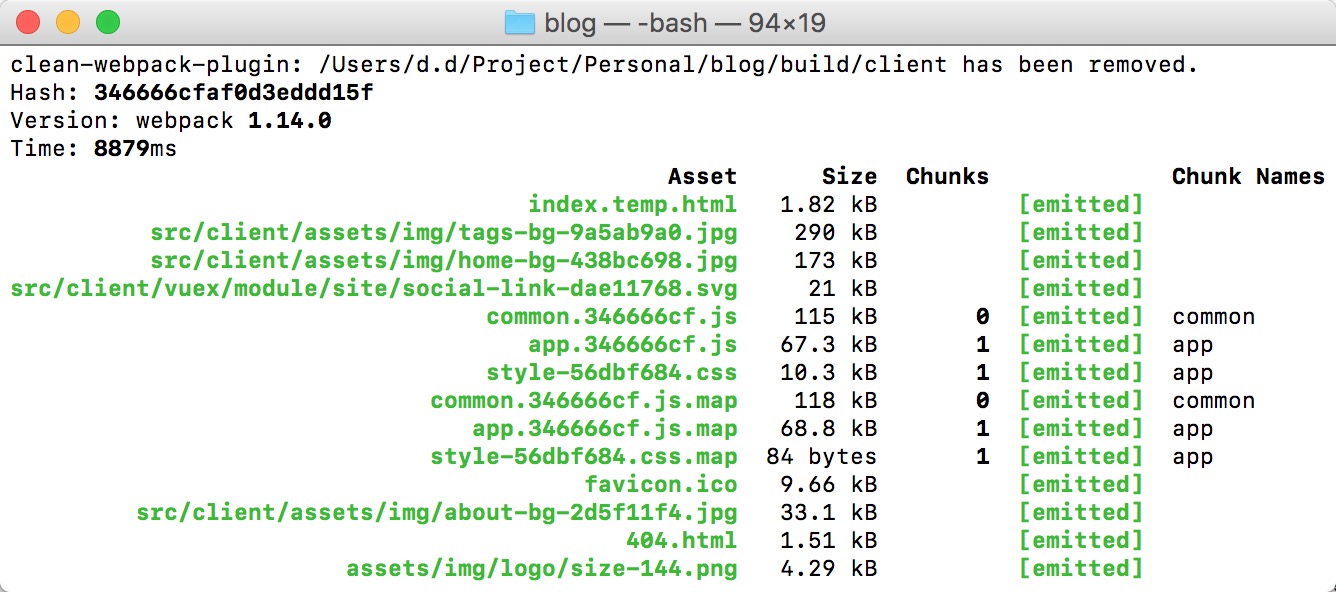 blog — -bash — 94×19
clean-webpack-plugin: /Users/d.d/Project/Personal/blog/build/client has been removed.
Hash: 346666cfaf0d3eddd15f
Version: webpack 1.14.0
Time: 8879ms
Asset Size Chunks Chunk Names
index.temp.html 1.82 kB [emitted]
src/client/assets/img/tags-bg-9a5ab9a0.jpg 290 kB [emitted]
src/client/assets/img/home-bg-438bc698.jpg 173 kB [emitted]
src/client/vuex/module/site/social-link-dae11768.svg 21 kB [emitted]
common.346666cf.js 115 kB 0 [emitted] common
app.346666cf.js 67.3 kB 1 [emitted] app
style-56dbf684.css 10.3 kB 1 [emitted] app
common.346666cf.js.map 118 kB 0 [emitted] common
app.346666cf.js.map 68.8 kB 1 [emitted] app
style-56dbf684.css.map 84 bytes 1 [emitted] app
favicon.ico 9.66 kB [emitted]
src/client/assets/img/about-bg-2d5f11f4.jpg 33.1 kB [emitted]
404.html 1.51 kB [emitted]
assets/img/logo/size-144.png 4.29 kB [emitted]